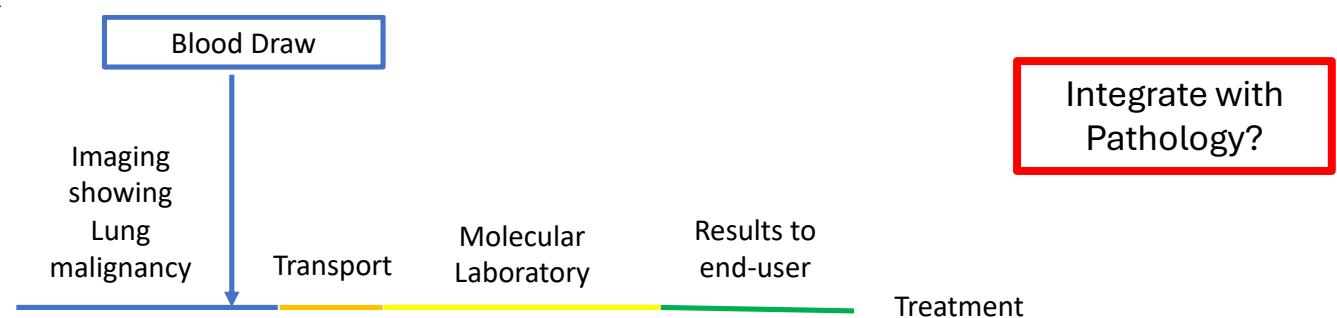 Blood Draw
Integrate with
Pathology?
Imaging
showing
Lung
malignancy
Transport
Molecular
Laboratory
Results to
end-user
Treatment